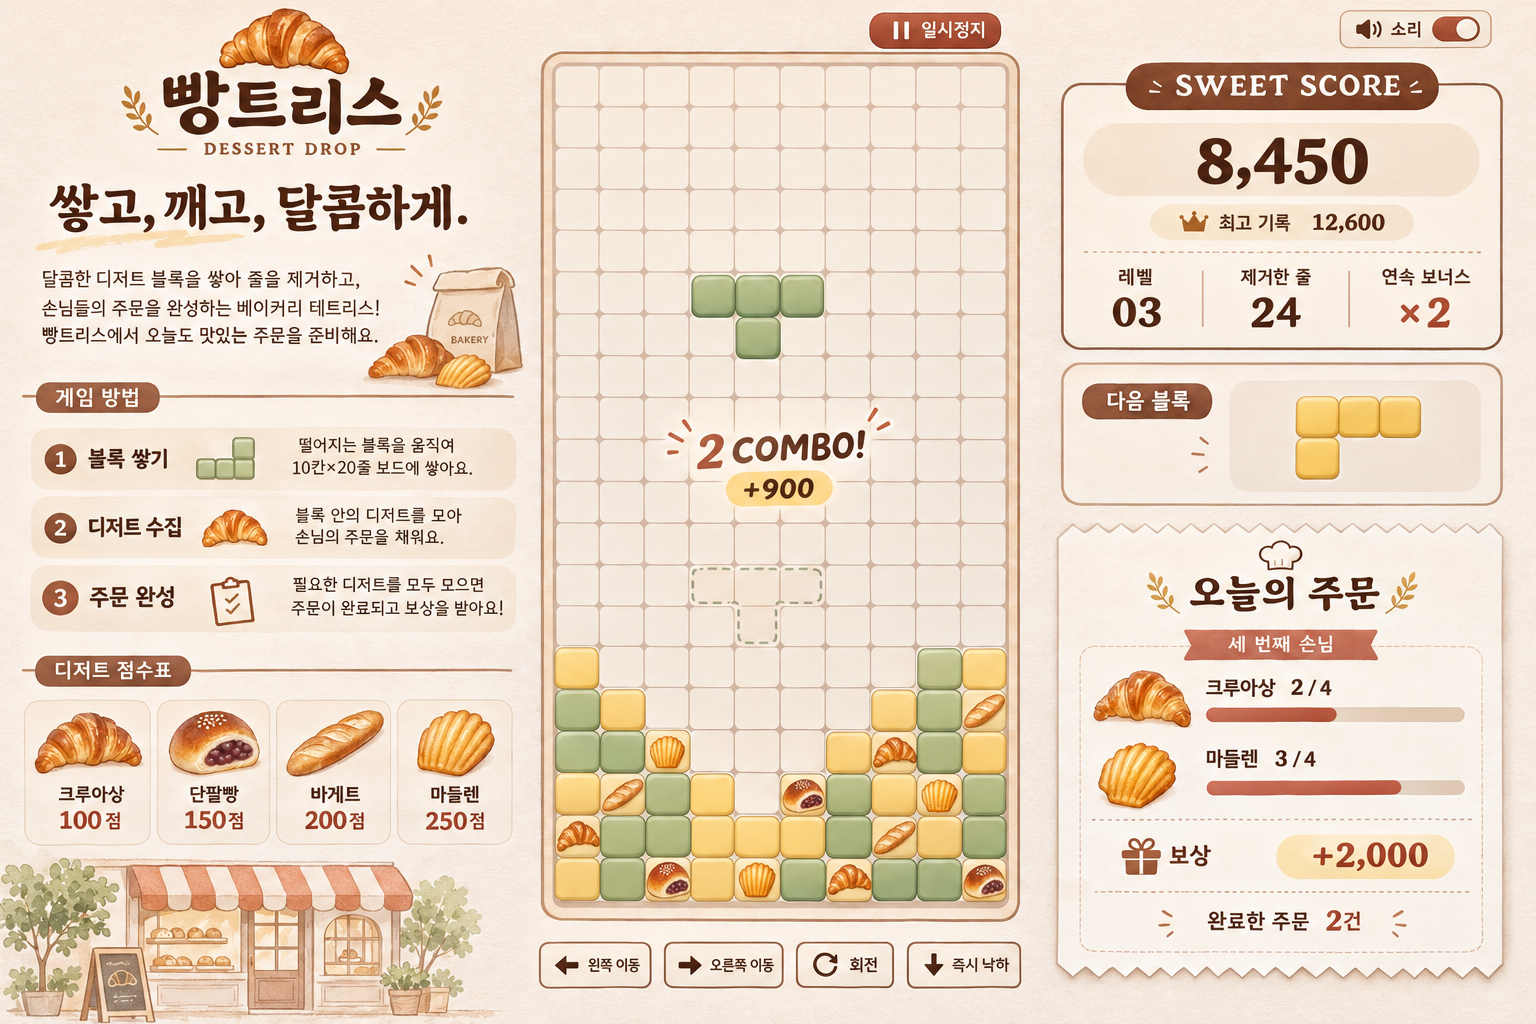 빵트리스
DESSERT DROP
쌓고, 깨고, 달콤하게.
달콤한 디저트 블록을 쌓아 줄을 제거하고,
손님들의 주문을 완성하는 베이커리 테트리스!
빵트리스에서 오늘도 맛있는 주문을 준비해요.
BAKERY
게임 방법
1 블록 쌓기
떨어지는 블록을 움직여
10칸×20줄 보드에 쌓아요.
2 디저트 수집
블록 안의 디저트를 모아
손님의 주문을 채워요.
3 주문 완성
필요한 디저트를 모두 모으면
주문이 완료되고 보상을 받아요!
디저트 점수표
크루아상
100점
단팥빵
150점
바게트
200점
마들렌
250점
일시정지
2 COMBO!
+900
왼쪽 이동
오른쪽 이동
회전
즉시 낙하
소리
SWEET SCORE
8,450
최고 기록 12,600
레벨
03
제거한 줄
24
연속 보너스
×2
다음 블록
오늘의 주문
세 번째 손님
크루아상 2/4
마들렌 3/4
보상 +2,000
완료한 주문 2건